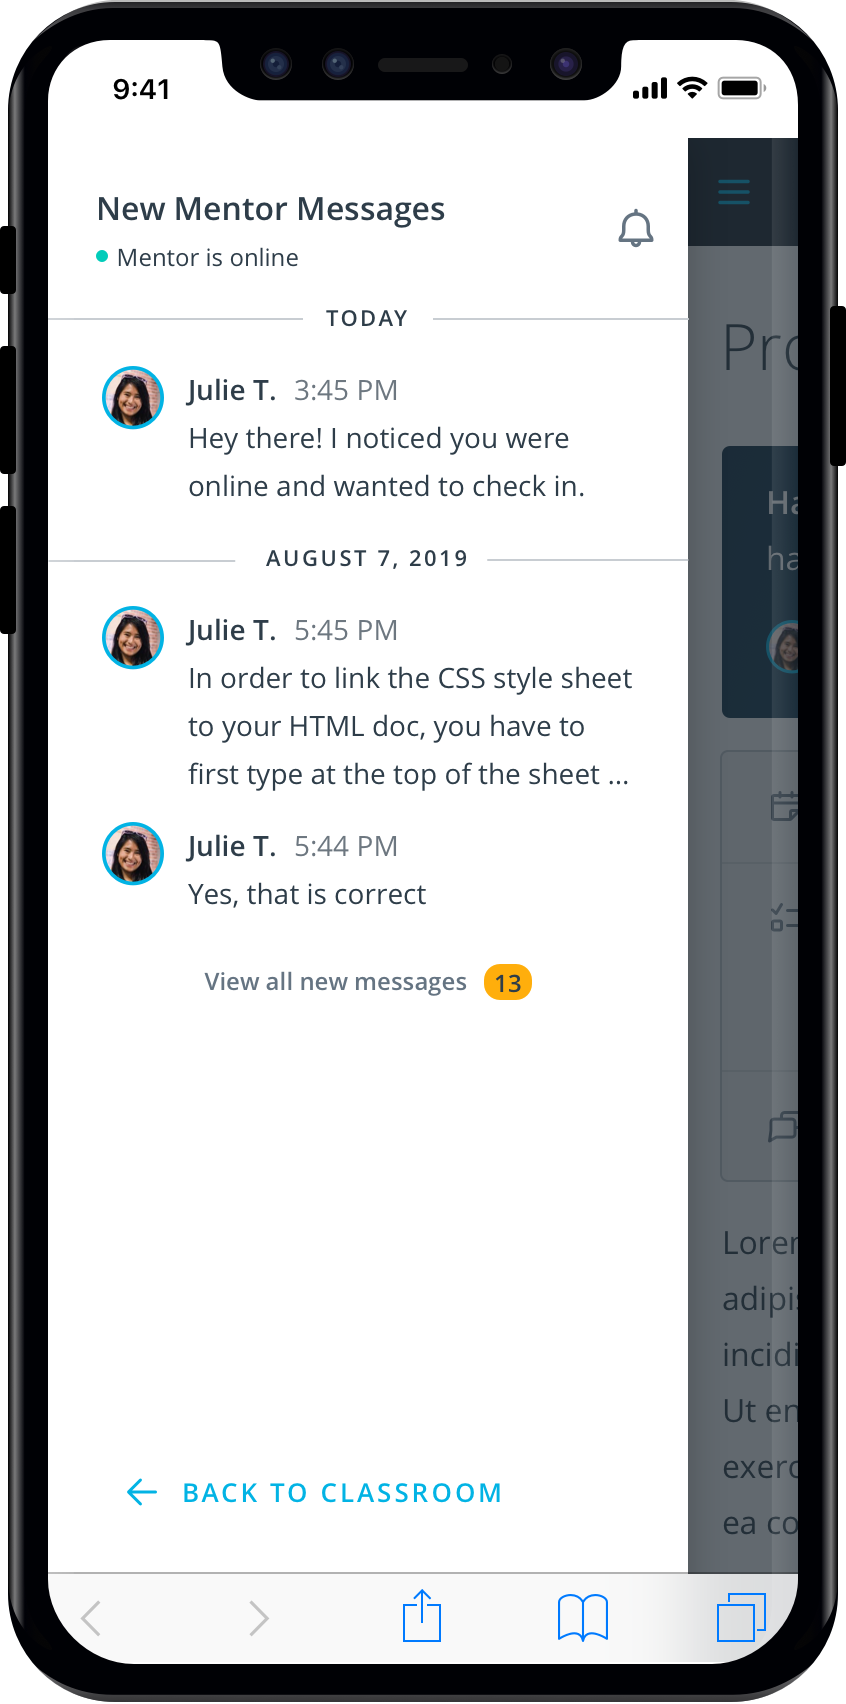 9:41
New Mentor Messages
Mentor is online
TODAY
Julie T. 3:45 PM
Hey there! I noticed you were
online and wanted to check in.
AUGUST 7, 2019
Julie T. 5:45 PM
In order to link the CSS style sheet
to your HTML doc, you have to
first type at the top of the sheet ...
Julie T. 5:44 PM
Yes, that is correct
View all new messages 13
BACK TO CLASSROOM
Pro
Ha
ha
Lorer
adipis
incidi
Ut en
exerc
ea co